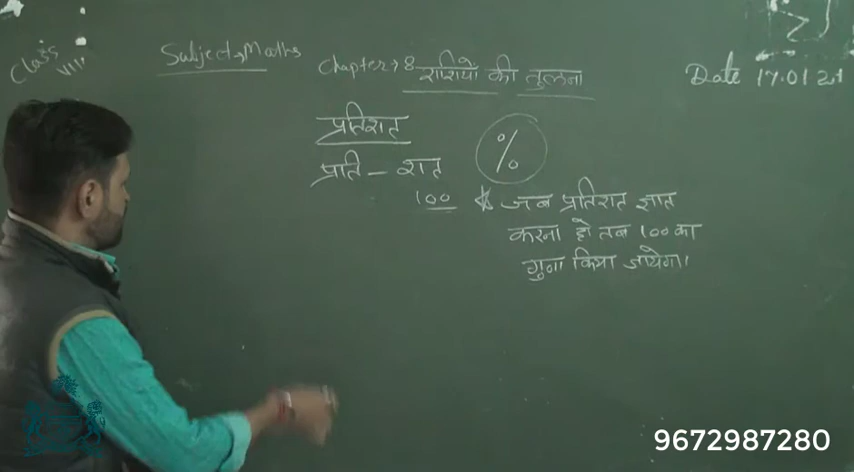 Class VIII
Subject→Maths
Chapter→8 राशियो की तुलना
Date 17.01.21
प्रतिशत
प्रति – शत
%
100
जब प्रतिशत ज्ञात
करना हो तब 100 का
गुना किया जायेगा।
9672987280